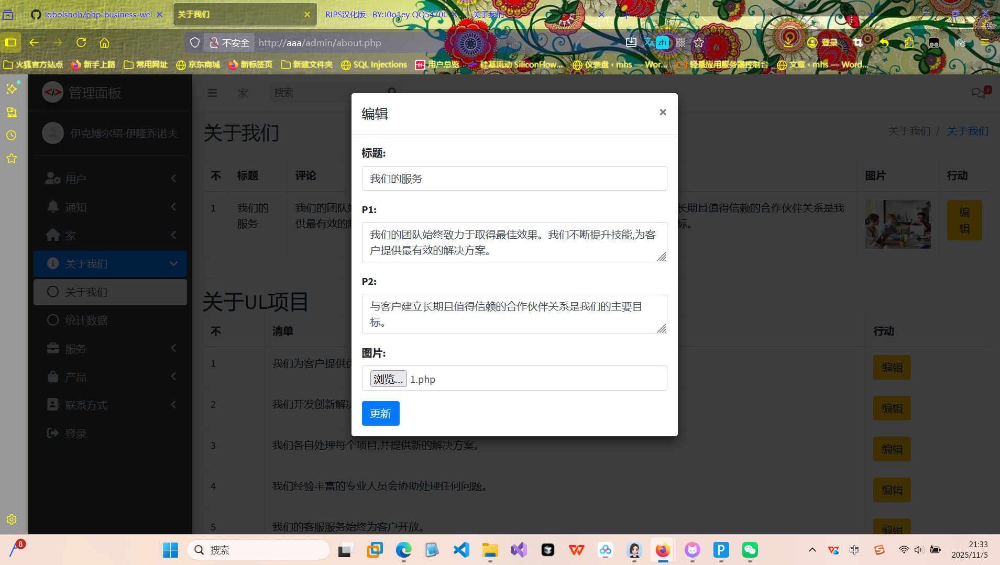 Iqbolshoh/php-business-web
关于我们
RIPS汉化版--BY:J0o1ey QQ54700
关于我们
不安全
http://aaa/admin/about.php
zh
登录
火狐官方站点
新手上路
常用网址
京东商城
新标签页
新建文件夹
SQL Injections
用户总览
硅基流动 SiliconFlow...
仪表盘 ‹ mhs — Wor...
轻量应用服务器控制台
文章 ‹ mhs — Word...
管理面板
家
搜索
4
伊克博尔绍·伊隆乔诺夫
用户
通知
家
关于我们
关于我们
统计数据
服务
产品
联系方式
登录
关于我们
关于我们 / 关于我们
不
标题
评论
图片
行动
1
我们的
服务
我们的团队
供最有效的
长期且值得信赖的合作伙伴关系是我
标。
编
辑
编辑
×
标题:
我们的服务
P1:
我们的团队始终致力于取得最佳效果。我们不断提升技能,为客
户提供最有效的解决方案。
P2:
与客户建立长期且值得信赖的合作伙伴关系是我们的主要目
标。
图片:
浏览... 1.php
更新
关于UL项目
不
清单
行动
1
我们为客户提供
编辑
2
我们开发创新解
编辑
3
我们各自处理每个项目,并提供新的解决方案。
编辑
4
我们经验丰富的专业人员会协助处理任何问题。
编辑
5
我们的客服服务始终为客户开放。
编辑
8
搜索
中
21:33
2025/11/5